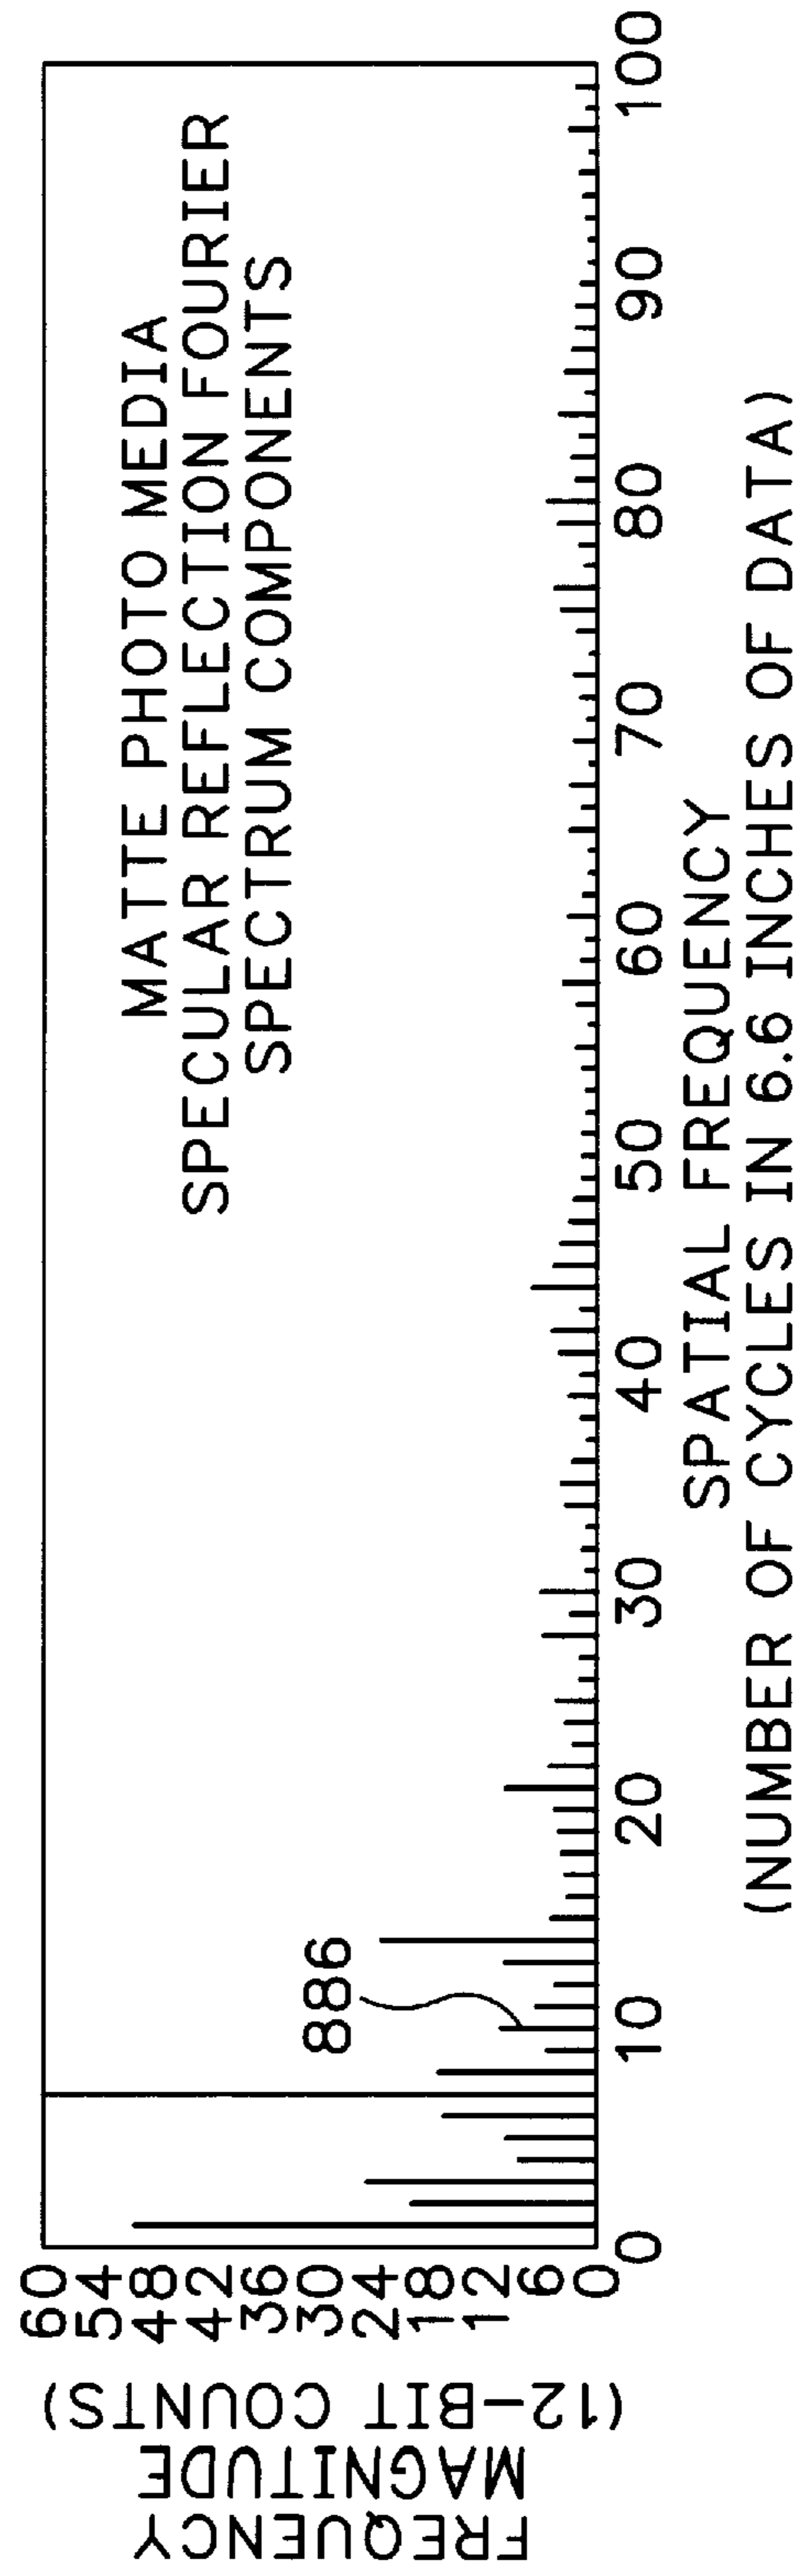 MATTE PHOTO MEDIA
SPECULAR REFLECTION FOURIER
SPECTRUM COMPONENTS
886
FREQUENCY
MAGNITUDE
(12-BIT COUNTS)
60
54
48
42
36
30
24
18
12
6
0
0 10 20 30 40 50 60 70 80 90 100
SPATIAL FREQUENCY
(NUMBER OF CYCLES IN 6.6 INCHES OF DATA)